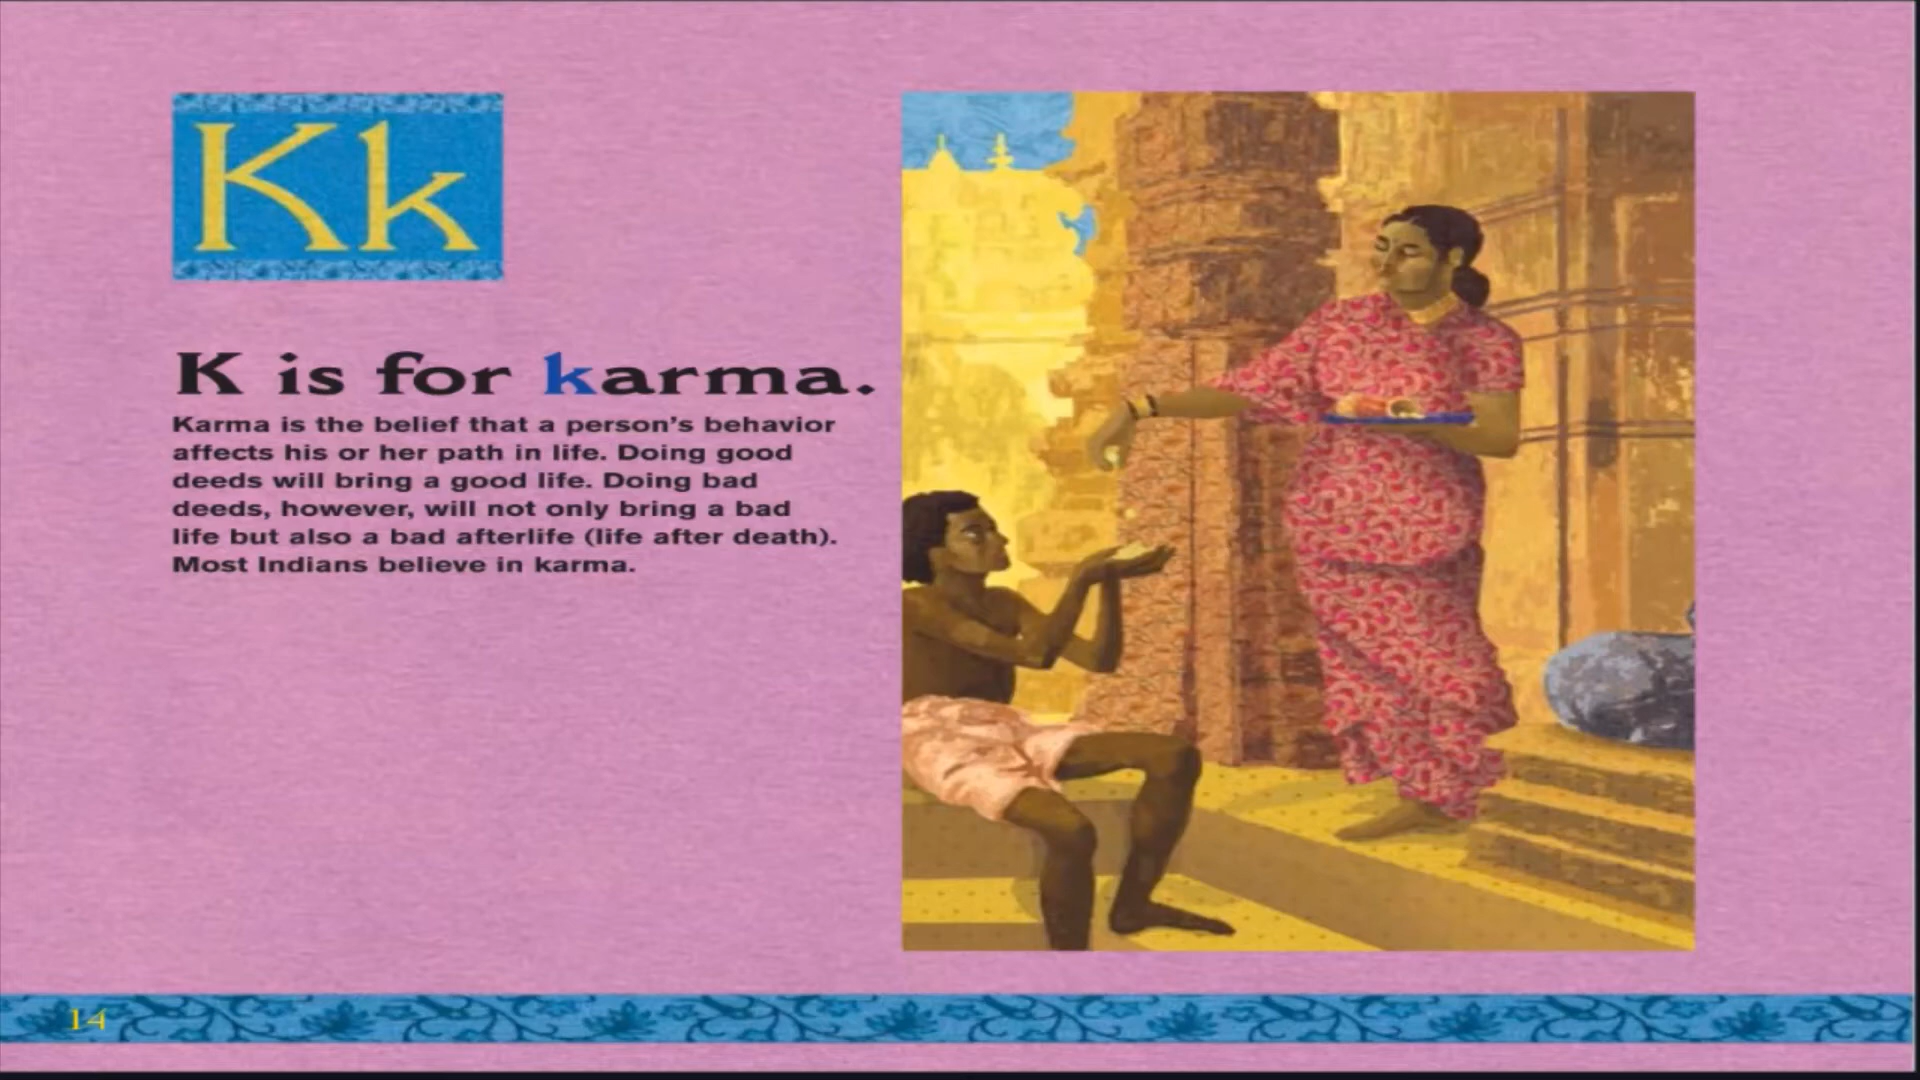 Kk
K is for karma.
Karma is the belief that a person's behavior
affects his or her path in life. Doing good
deeds will bring a good life. Doing bad
deeds, however, will not only bring a bad
life but also a bad afterlife (life after death).
Most Indians believe in karma.
14